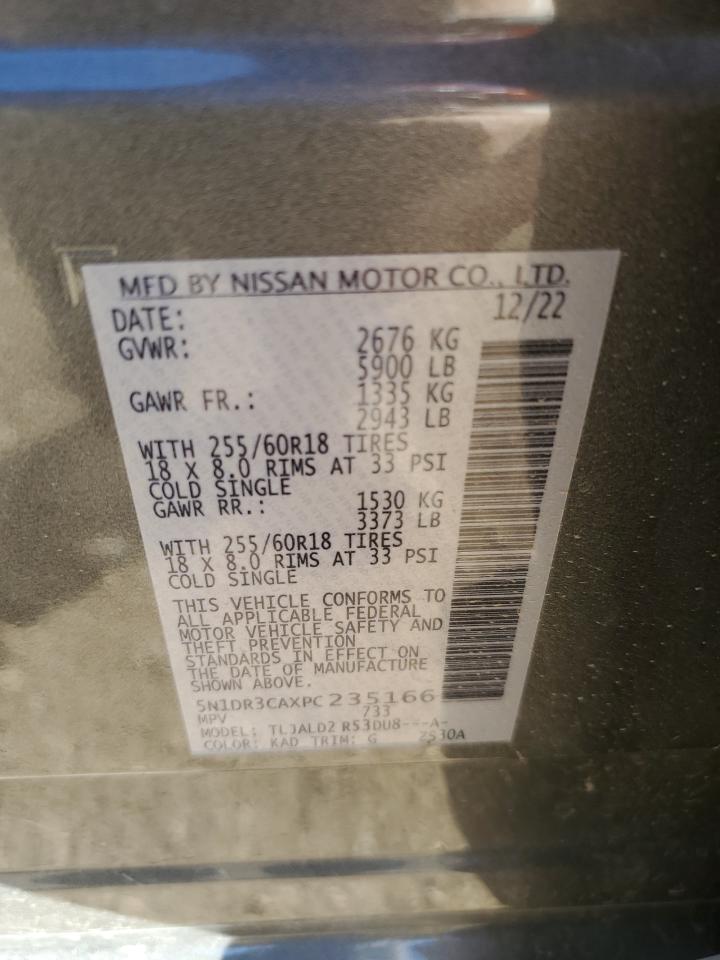 MFD BY NISSAN MOTOR CO., LTD.
DATE: 12/22
GVWR: 2676 KG
5900 LB
GAWR FR.: 1335 KG
2943 LB
WITH 255/60R18 TIRES
18 X 8.0 RIMS AT 33 PSI
COLD SINGLE
GAWR RR.: 1530 KG
3373 LB
WITH 255/60R18 TIRES
18 X 8.0 RIMS AT 33 PSI
COLD SINGLE
THIS VEHICLE CONFORMS TO
ALL APPLICABLE FEDERAL
MOTOR VEHICLE SAFETY AND
THEFT PREVENTION
STANDARDS IN EFFECT ON
THE DATE OF MANUFACTURE
SHOWN ABOVE.
5N1DR3CAXPC235166
MPV 733
MODEL: TLJALD2 R53DU8---A-
COLOR: KAD TRIM: G